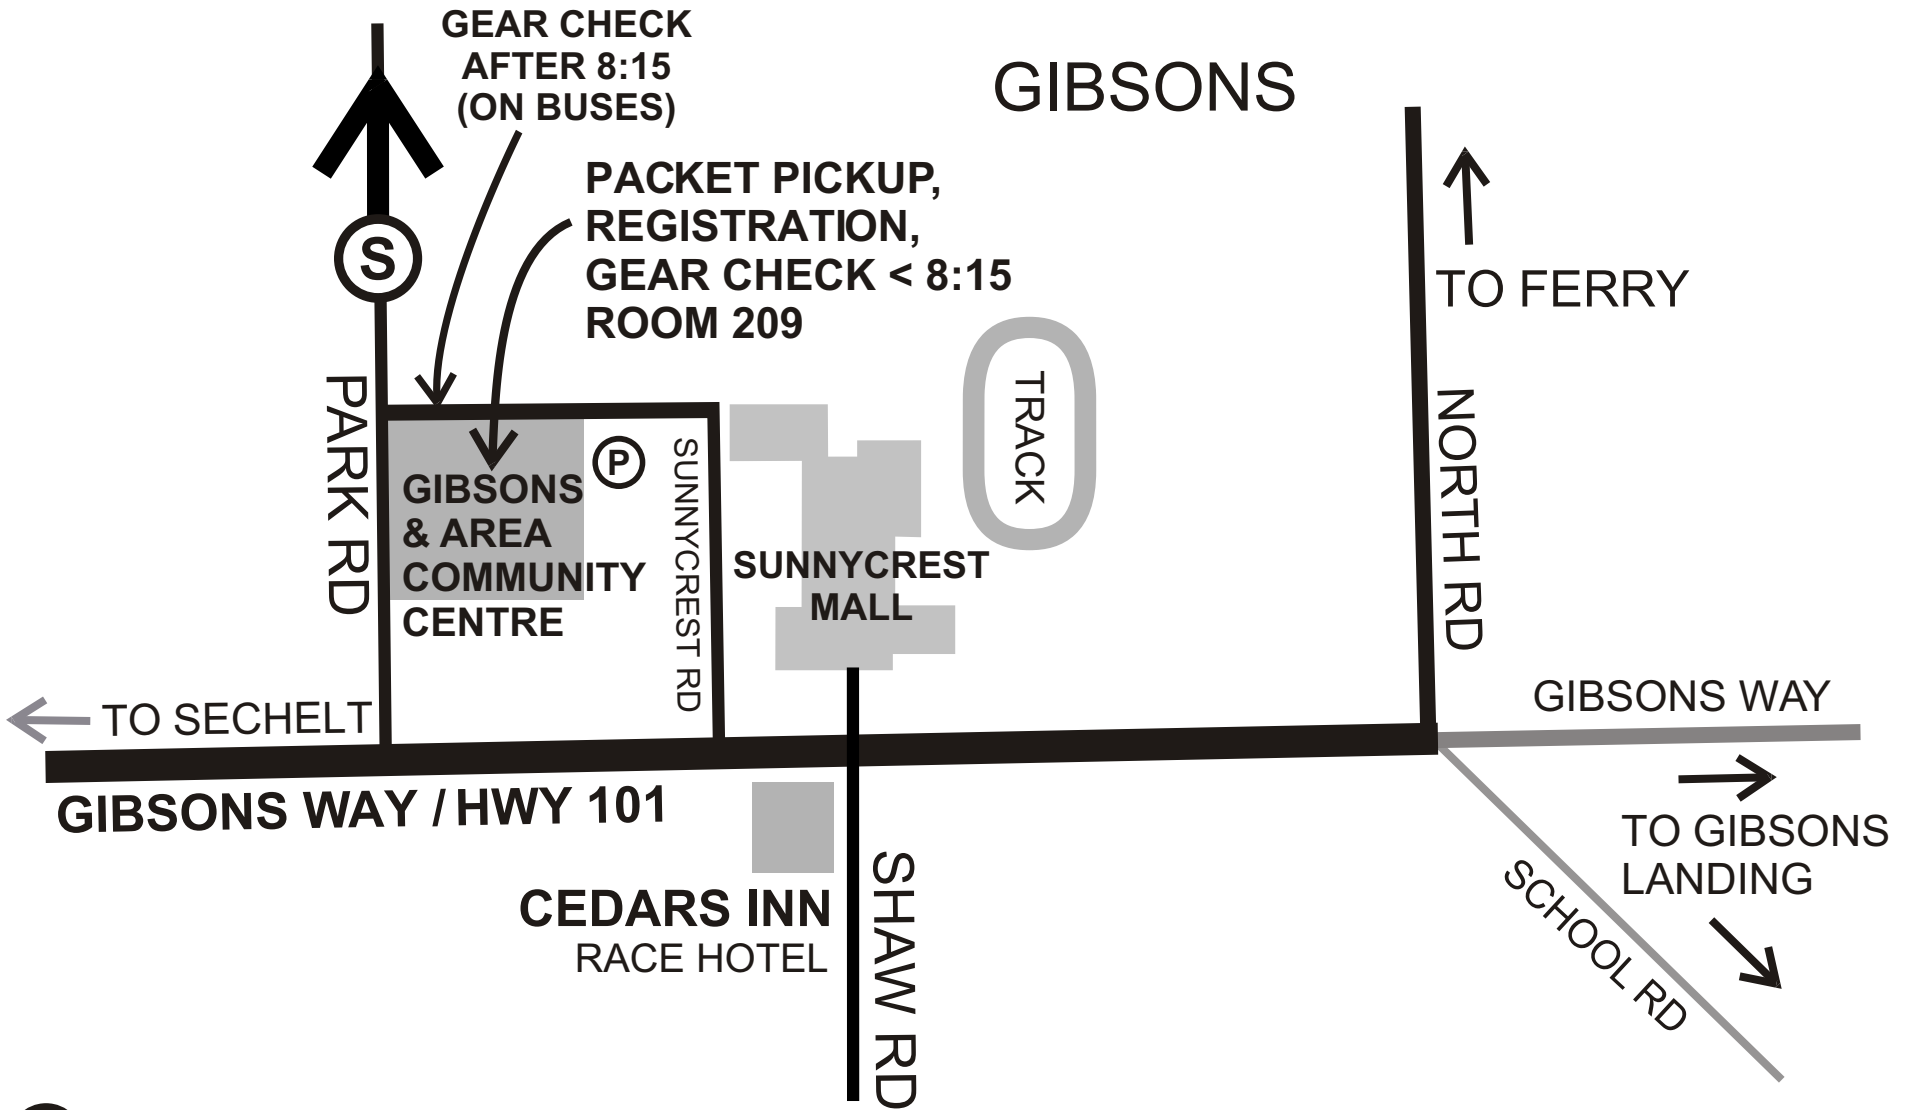 GEAR CHECK
AFTER 8:15
(ON BUSES)
GIBSONS
PACKET PICKUP,
REGISTRATION,
GEAR CHECK < 8:15
ROOM 209
S
TO FERRY
PARK RD
TRACK
NORTH RD
P
SUNNYCREST RD
GIBSONS
& AREA
COMMUNITY
CENTRE
SUNNYCREST
MALL
TO SECHELT
GIBSONS WAY
GIBSONS WAY / HWY 101
TO GIBSONS
LANDING
SCHOOL RD
CEDARS INN
RACE HOTEL
SHAW RD